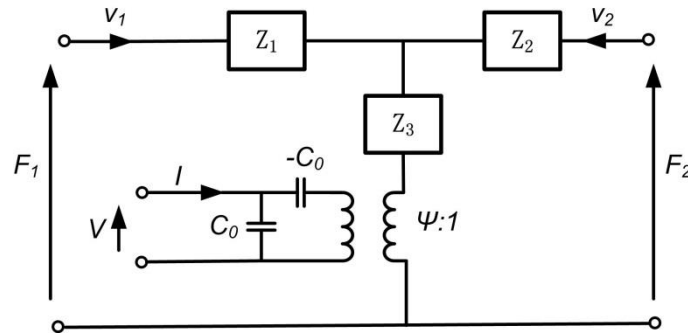 v₁ Z₁ Z₂ v₂
Z₃
F₁ F₂
I -C₀
V C₀ Ψ:1